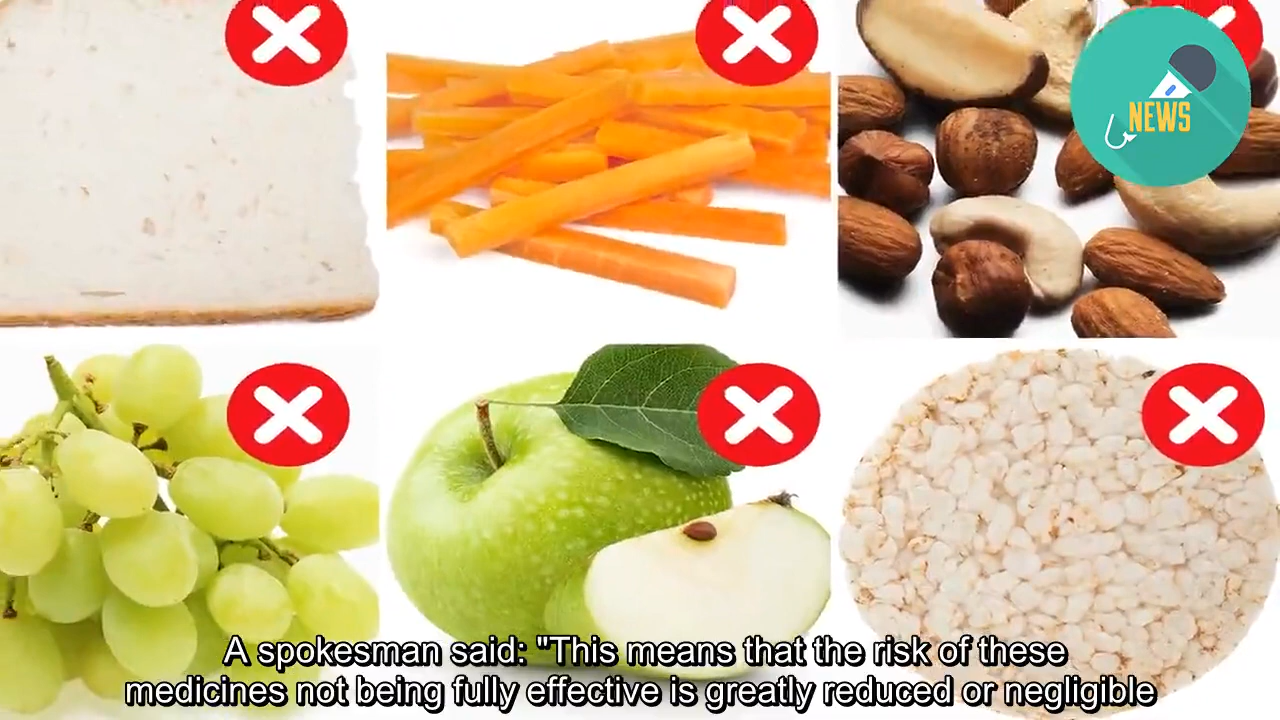 NEWS
A spokesman said: "This means that the risk of these
medicines not being fully effective is greatly reduced or negligible